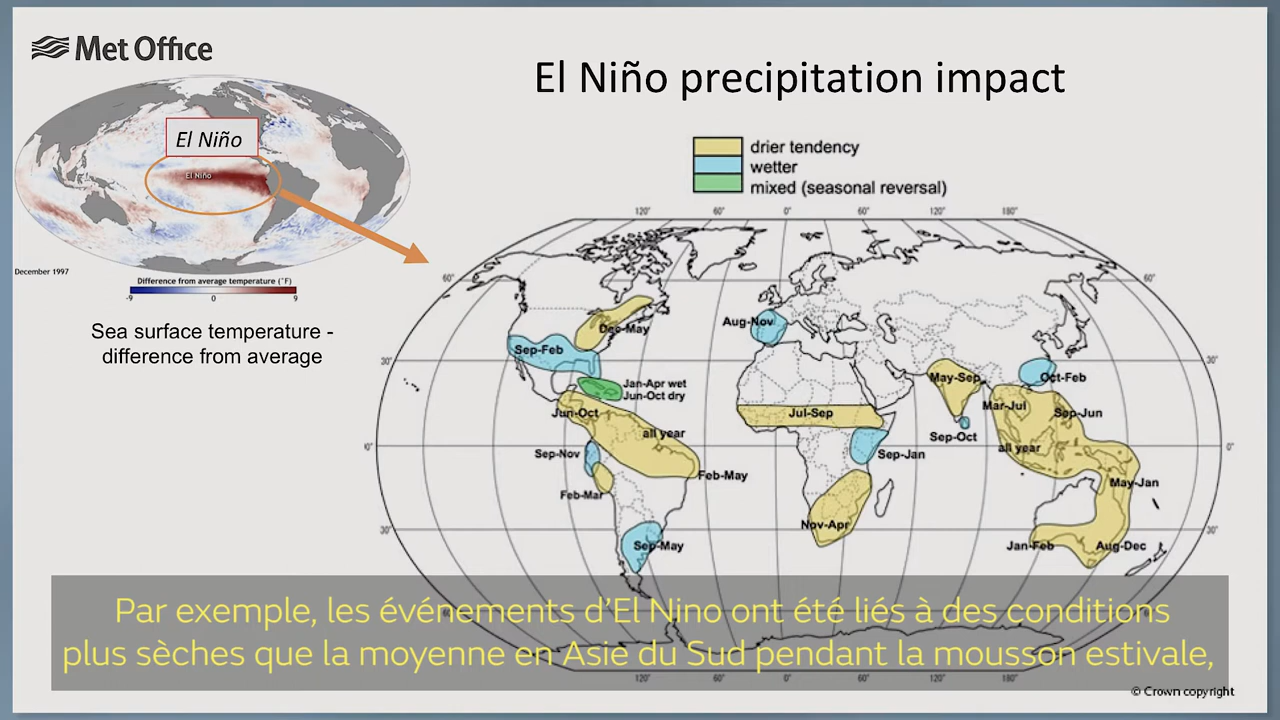 Met Office
El Niño precipitation impact
El Niño
El Niño
December 1997
Difference from average temperature (°F)
-9 0 9
Sea surface temperature -
difference from average
drier tendency
wetter
mixed (seasonal reversal)
120° 60° 0° 60° 120° 180°
60° 60°
Dec-May
Aug-Nov
Sep-Feb
30° 30°
Jan-Apr wet
Jun-Oct dry
May-Sep
Oct-Feb
Mar-Jul
Sep-Jun
Jun-Oct
Jul-Sep
all year
Sep-Oct
0° 0°
all year
Sep-Nov
Sep-Jan
Feb-May
May-Jan
Feb-Mar
Nov-Apr
30° 30°
Sep-May
Jan-Feb
Aug-Dec
Par exemple, les événements d’El Nino ont été liés à des conditions
plus sèches que la moyenne en Asie du Sud pendant la mousson estivale,
120° 60° 0° 60° 120° 180°
© Crown copyright